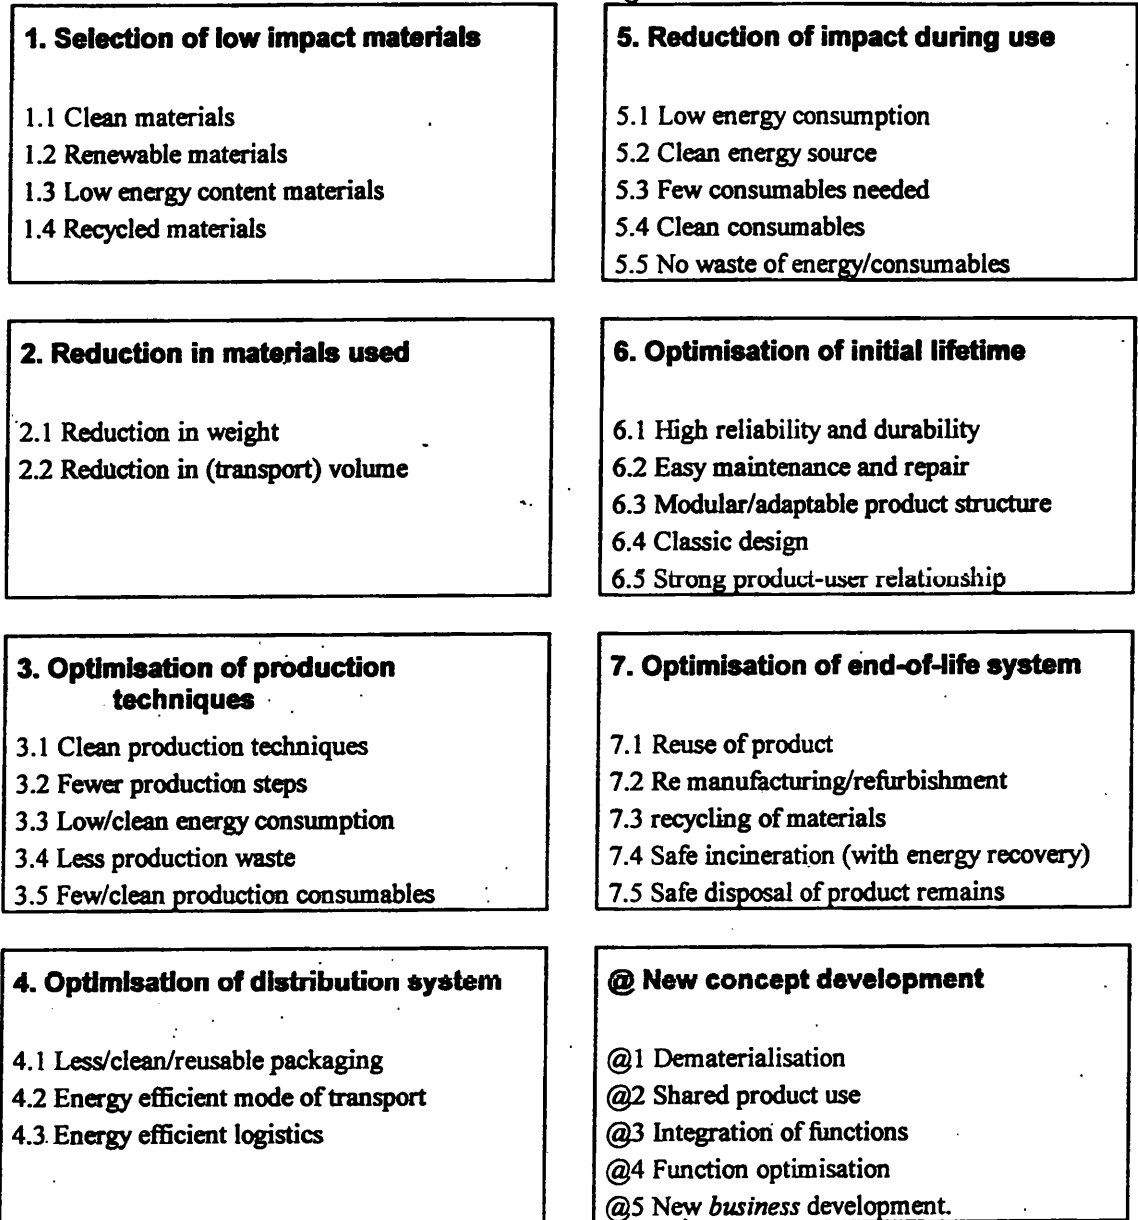 1. Selection of low impact materials
1.1 Clean materials
1.2 Renewable materials
1.3 Low energy content materials
1.4 Recycled materials
2. Reduction in materials used
2.1 Reduction in weight
2.2 Reduction in (transport) volume
3. Optimisation of production
techniques
3.1 Clean production techniques
3.2 Fewer production steps
3.3 Low/clean energy consumption
3.4 Less production waste
3.5 Few/clean production consumables
4. Optimisation of distribution system
4.1 Less/clean/reusable packaging
4.2 Energy efficient mode of transport
4.3 Energy efficient logistics
5. Reduction of impact during use
5.1 Low energy consumption
5.2 Clean energy source
5.3 Few consumables needed
5.4 Clean consumables
5.5 No waste of energy/consumables
6. Optimisation of initial lifetime
6.1 High reliability and durability
6.2 Easy maintenance and repair
6.3 Modular/adaptable product structure
6.4 Classic design
6.5 Strong product-user relationship
7. Optimisation of end-of-life system
7.1 Reuse of product
7.2 Re manufacturing/refurbishment
7.3 recycling of materials
7.4 Safe incineration (with energy recovery)
7.5 Safe disposal of product remains
@ New concept development
@1 Dematerialisation
@2 Shared product use
@3 Integration of functions
@4 Function optimisation
@5 New business development.